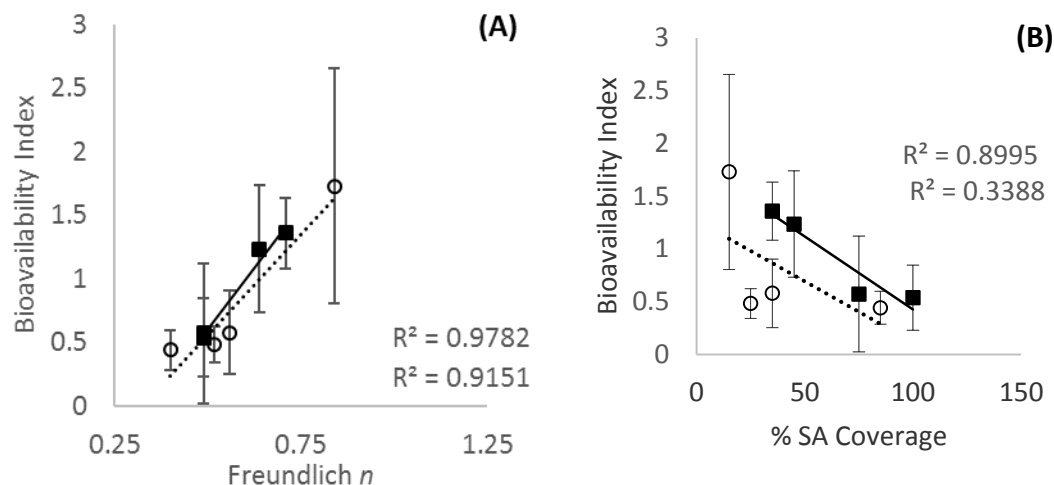 (A)
3
2.5
2
1.5
1
0.5
0
Bioavailability Index
R² = 0.9782
R² = 0.9151
0.25 0.75 1.25
Freundlich n
(B)
3
2.5
2
1.5
1
0.5
0
Bioavailability Index
R² = 0.8995
R² = 0.3388
0 50 100 150
% SA Coverage